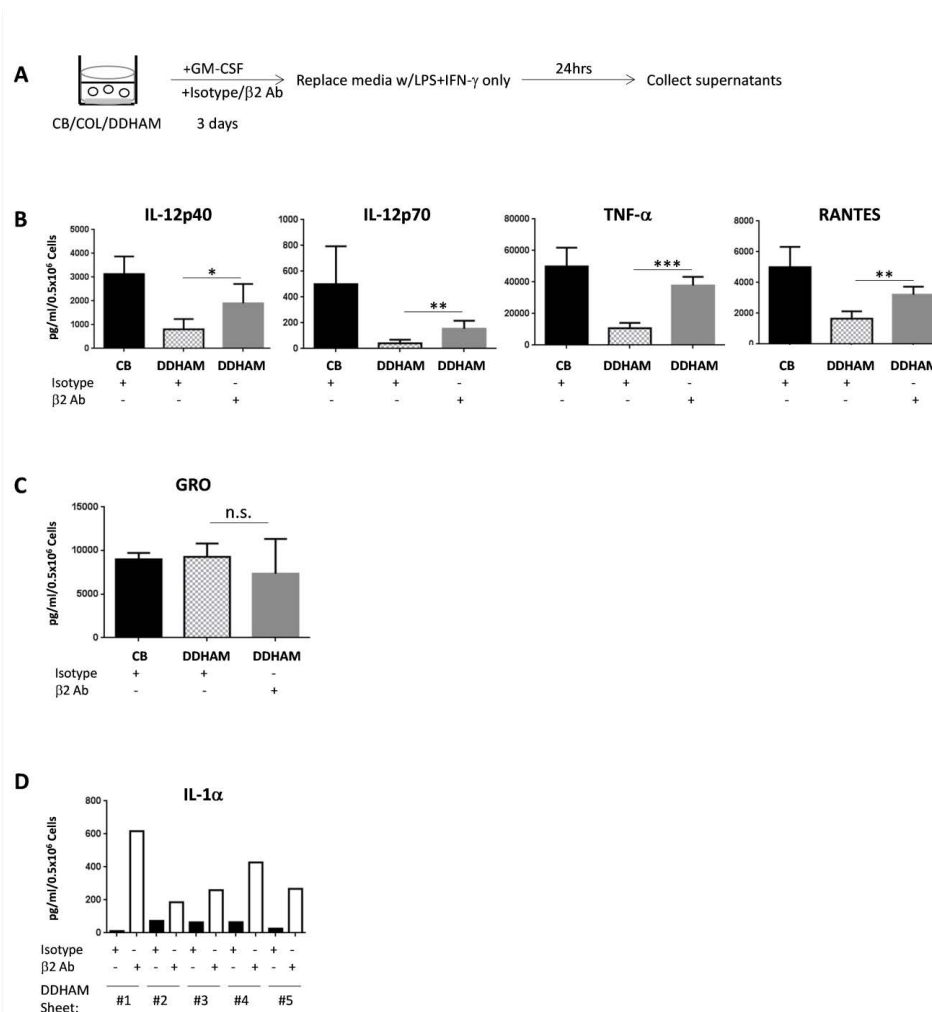 A
+GM-CSF
+Isotype/β2 Ab
3 days
CB/COL/DDHAM
Replace media w/LPS+IFN-γ only
24hrs
Collect supernatants
B
IL-12p40
pg/ml/0.5x10⁶ Cells
5000
4000
3000
2000
1000
0
*
CB DDHAM DDHAM
Isotype + + -
β2 Ab - - +
IL-12p70
1000
800
600
400
200
0
**
CB DDHAM DDHAM
+ + -
- - +
TNF-α
80000
60000
40000
20000
0
***
CB DDHAM DDHAM
+ + -
- - +
RANTES
8000
6000
4000
2000
0
**
CB DDHAM DDHAM
+ + -
- - +
C
GRO
pg/ml/0.5x10⁶ Cells
15000
10000
5000
0
n.s.
CB DDHAM DDHAM
Isotype + + -
β2 Ab - - +
D
IL-1α
pg/ml/0.5x10⁶ Cells
800
600
400
200
0
Isotype + - + - + - + - + -
β2 Ab - + - + - + - + - +
DDHAM
Sheet: #1 #2 #3 #4 #5